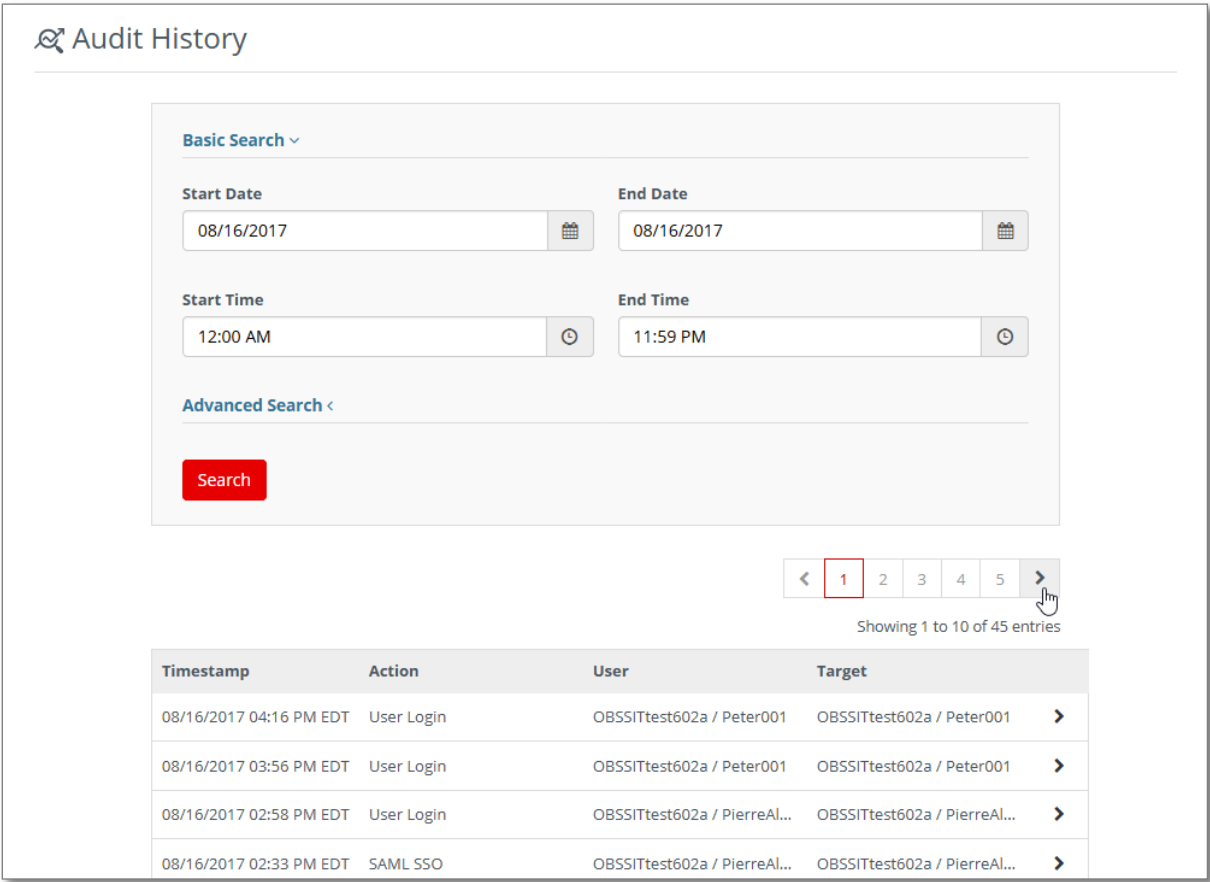 Audit History
Basic Search
Start Date End Date
08/16/2017 08/16/2017
Start Time End Time
12:00 AM 11:59 PM
Advanced Search
Search
1 2 3 4 5
Showing 1 to 10 of 45 entries
Timestamp Action User Target
08/16/2017 04:16 PM EDT User Login OBSSITtest602a / Peter001 OBSSITtest602a / Peter001
08/16/2017 03:56 PM EDT User Login OBSSITtest602a / Peter001 OBSSITtest602a / Peter001
08/16/2017 02:58 PM EDT User Login OBSSITtest602a / PierreAl... OBSSITtest602a / PierreAl...
08/16/2017 02:33 PM EDT SAML SSO OBSSITtest602a / PierreAl... OBSSITtest602a / PierreAl...